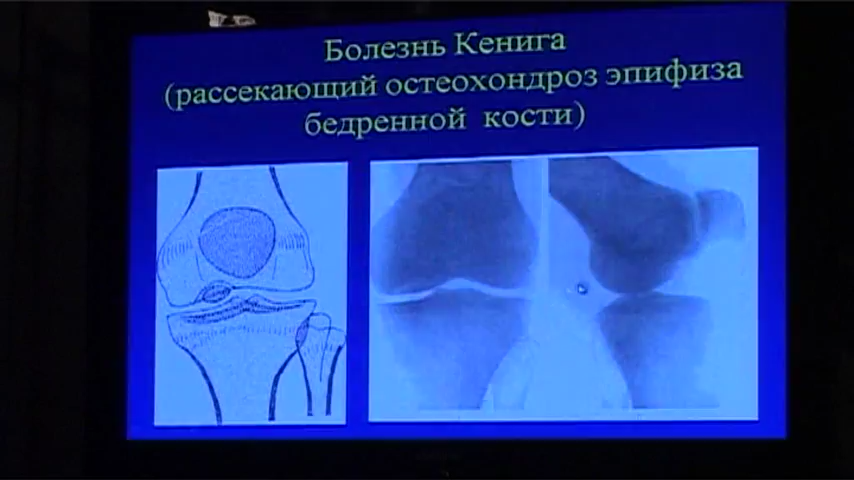 Болезнь Кенига
(рассекающий остеохондроз эпифиза
бедренной кости)